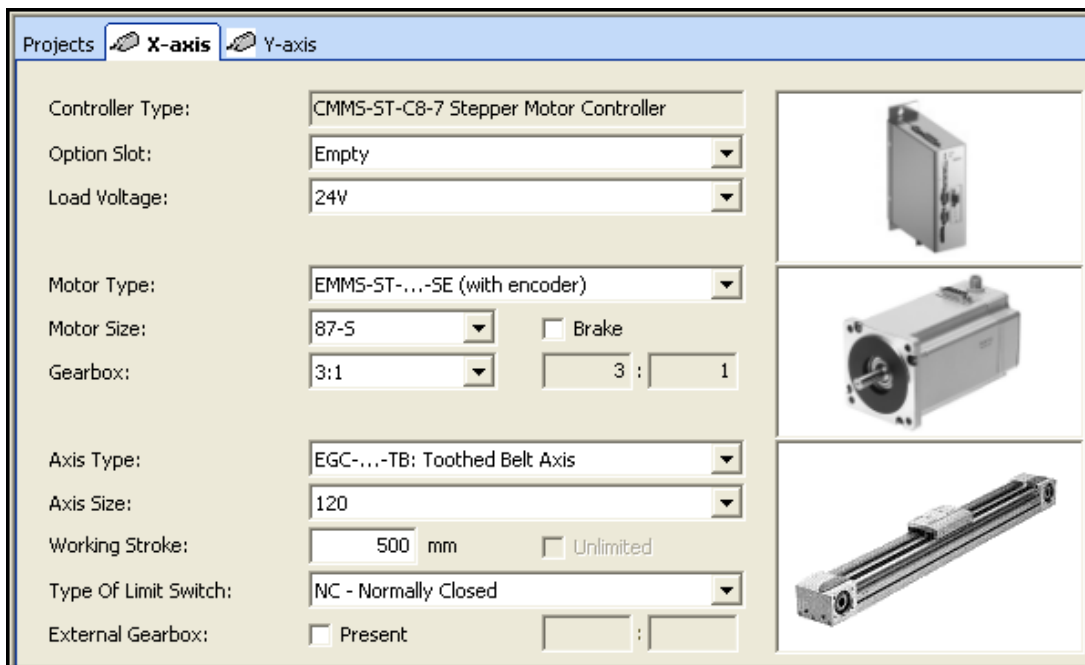 Projects X-axis Y-axis
Controller Type: CMMS-ST-C8-7 Stepper Motor Controller
Option Slot: Empty
Load Voltage: 24V
Motor Type: EMMS-ST-...-SE (with encoder)
Motor Size: 87-S Brake
Gearbox: 3:1 3 : 1
Axis Type: EGC-...-TB: Toothed Belt Axis
Axis Size: 120
Working Stroke: 500 mm Unlimited
Type Of Limit Switch: NC - Normally Closed
External Gearbox: Present :